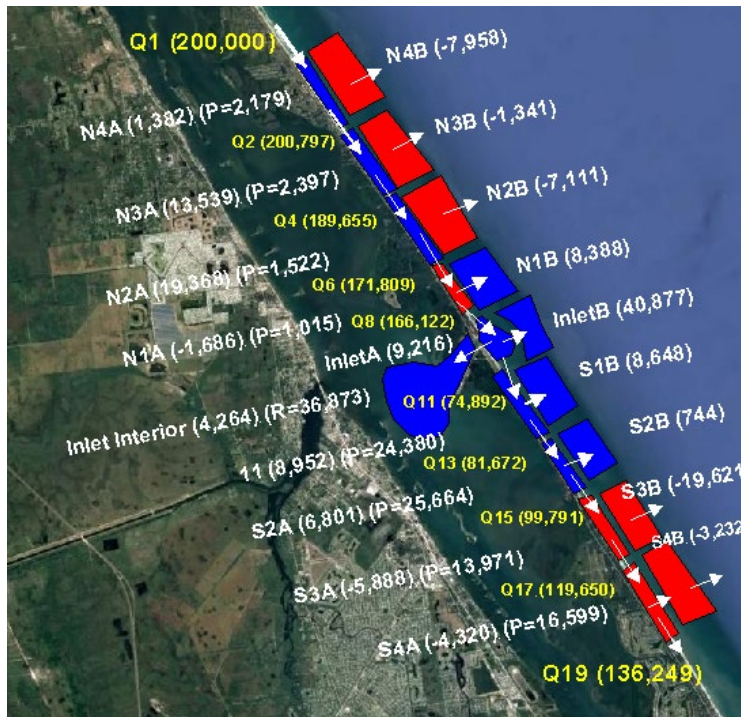 Q1 (200,000)
N4B (-7,958)
N4A (1,382) (P=2,179)
N3B (-1,341)
Q2 (200,797)
N3A (13,539) (P=2,397)
N2B (-7,111)
Q4 (189,655)
N2A (19,368) (P=1,522)
N1B (8,388)
Q6 (171,809)
N1A (-1,686) (P=1,015)
Q8 (166,122)
InletB (40,877)
InletA (9,216)
S1B (8,648)
Inlet Interior (4,264) (R=36,873)
Q11 (74,892)
S2B (744)
11 (8,952) (P=24,380)
Q13 (81,672)
S3B (-19,621
S2A (6,801) (P=25,664)
Q15 (99,791)
S4B (-3,232
S3A (-5,888) (P=13,971)
Q17 (119,650)
S4A (-4,320) (P=16,599)
Q19 (136,249)